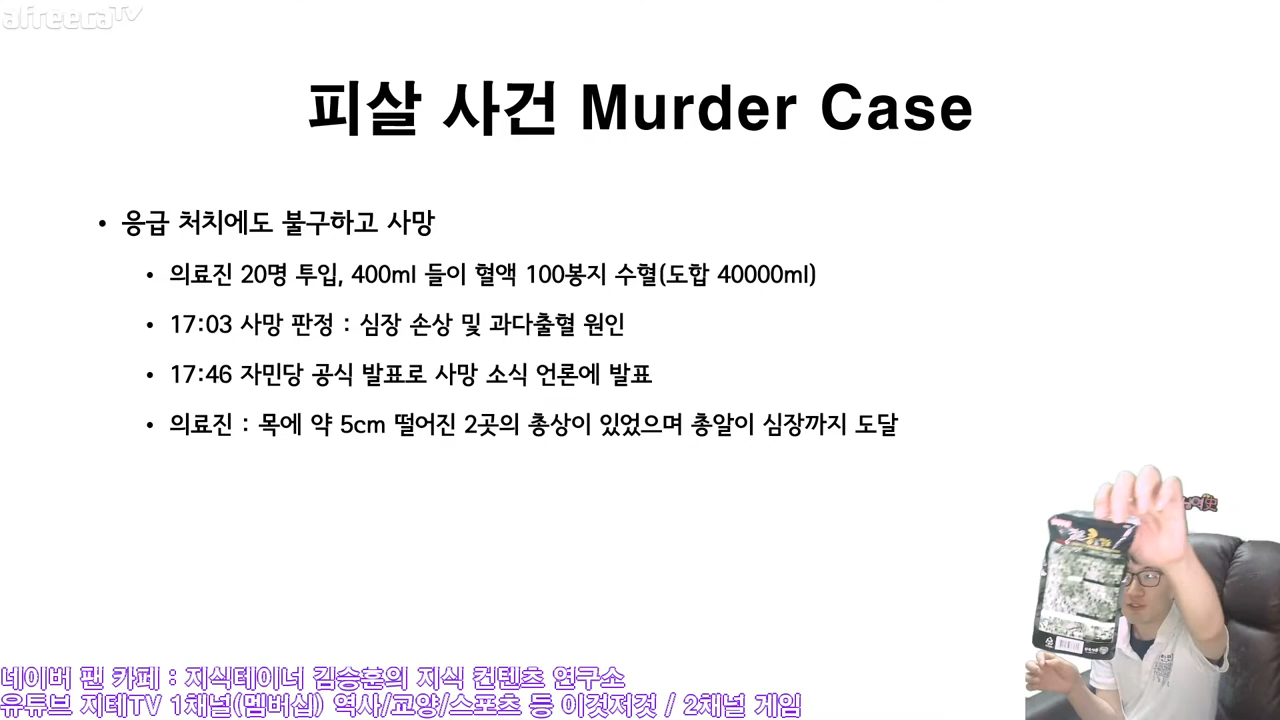 afreecaTV
피살 사건 Murder Case
• 응급 처치에도 불구하고 사망
• 의료진 20명 투입, 400ml 들이 혈액 100봉지 수혈(도합 40000ml)
• 17:03 사망 판정 : 심장 손상 및 과다출혈 원인
• 17:46 자민당 공식 발표로 사망 소식 언론에 발표
• 의료진 : 목에 약 5cm 떨어진 2곳의 총상이 있었으며 총알이 심장까지 도달
네이버 팬 카페 : 지식테이너 김승훈의 지식 컨텐츠 연구소
유튜브 지테TV 1채널(멤버십) 역사/교양/스포츠 등 이것저것 / 2채널 게임